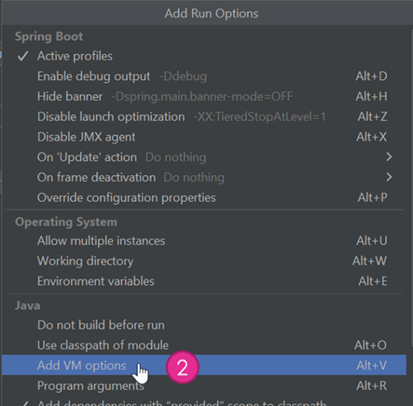 Add Run Options
Spring Boot
✓ Active profiles
Enable debug output -Ddebug Alt+D
Hide banner -Dspring.main.banner-mode=OFF Alt+H
Disable launch optimization -XX:TieredStopAtLevel=1 Alt+Z
Disable JMX agent Alt+X
On 'Update' action Do nothing >
On frame deactivation Do nothing >
Override configuration properties Alt+P
Operating System
Allow multiple instances Alt+U
Working directory Alt+W
Environment variables Alt+E
Java
Do not build before run
Use classpath of module Alt+O
Add VM options 2 Alt+V
Program arguments Alt+R
✓ Add dependencies with “provided” scope to classpath